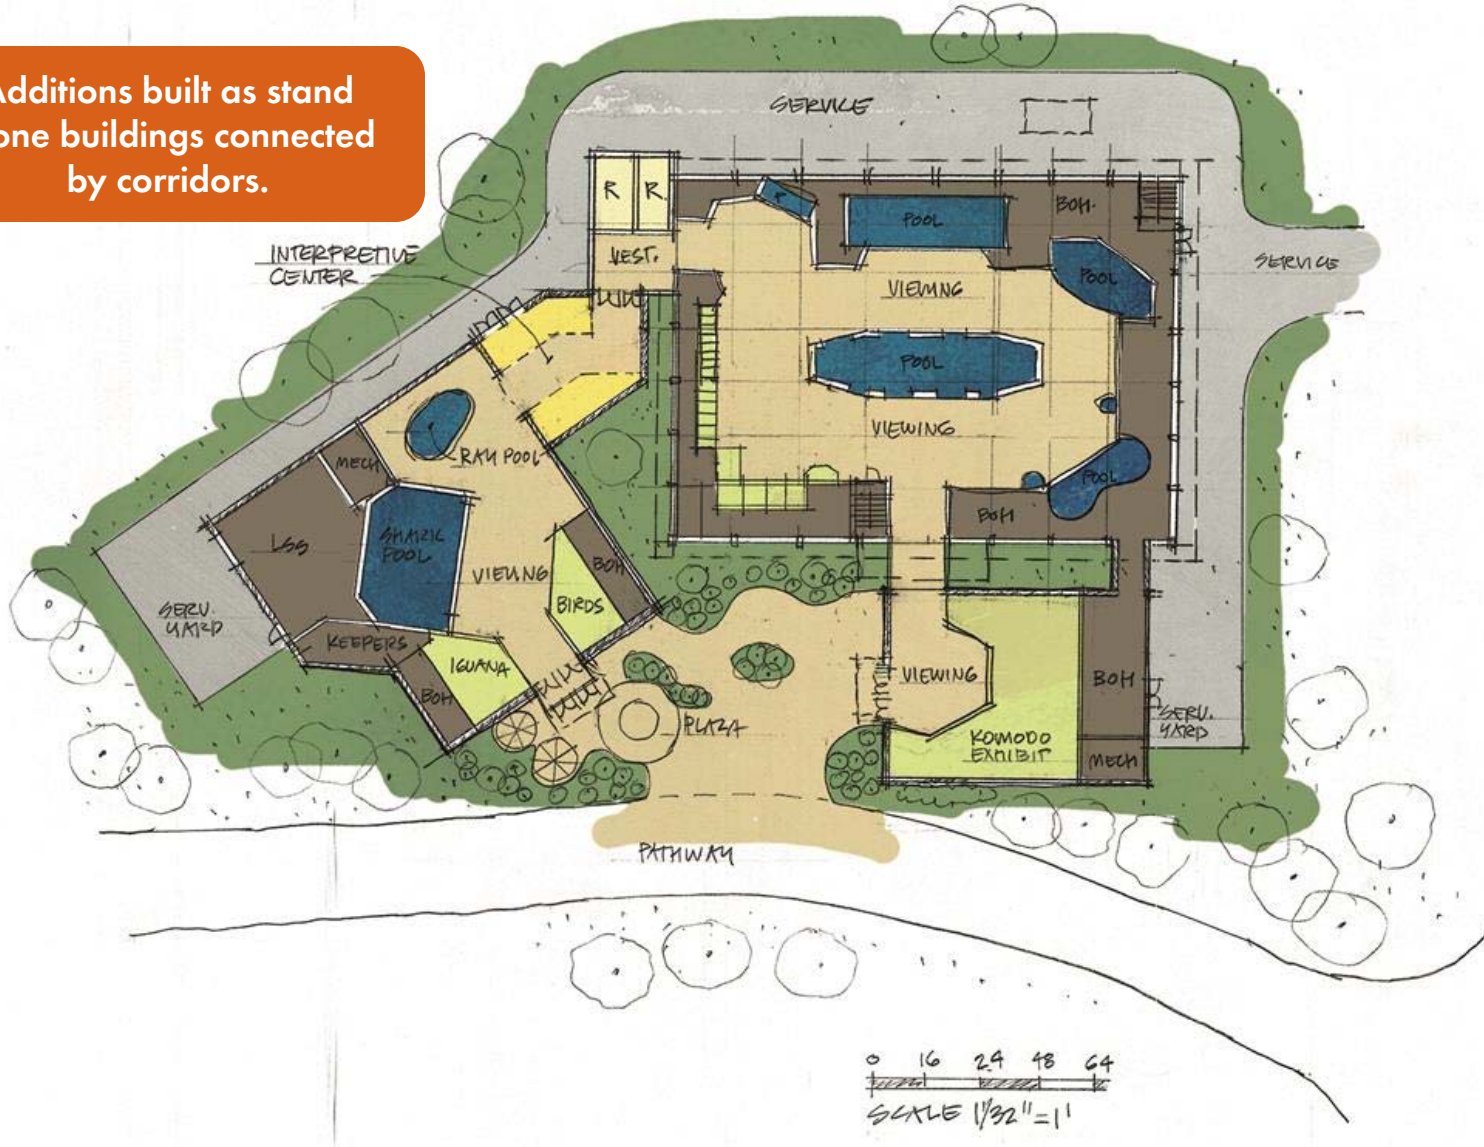 Additions built as stand
one buildings connected
by corridors.
SERVICE
R
R
BOH.
POOL
INTERPRETIVE
CENTER
VEST.
SERVICE
POOL
VIEWING
POOL
VIEWING
RAY POOL
MECH
POOL
BOH
LSS
SHARK
POOL
VIEWING
BOH
BIRDS
SERV.
YARD
KEEPERS
IGUANA
BOH
VIEWING
BOH
PLAZA
SERV.
YARD
KOMODO
EXHIBIT
MECH
PATHWAY
0 16 24 48 64
SCALE 1/32"=1'